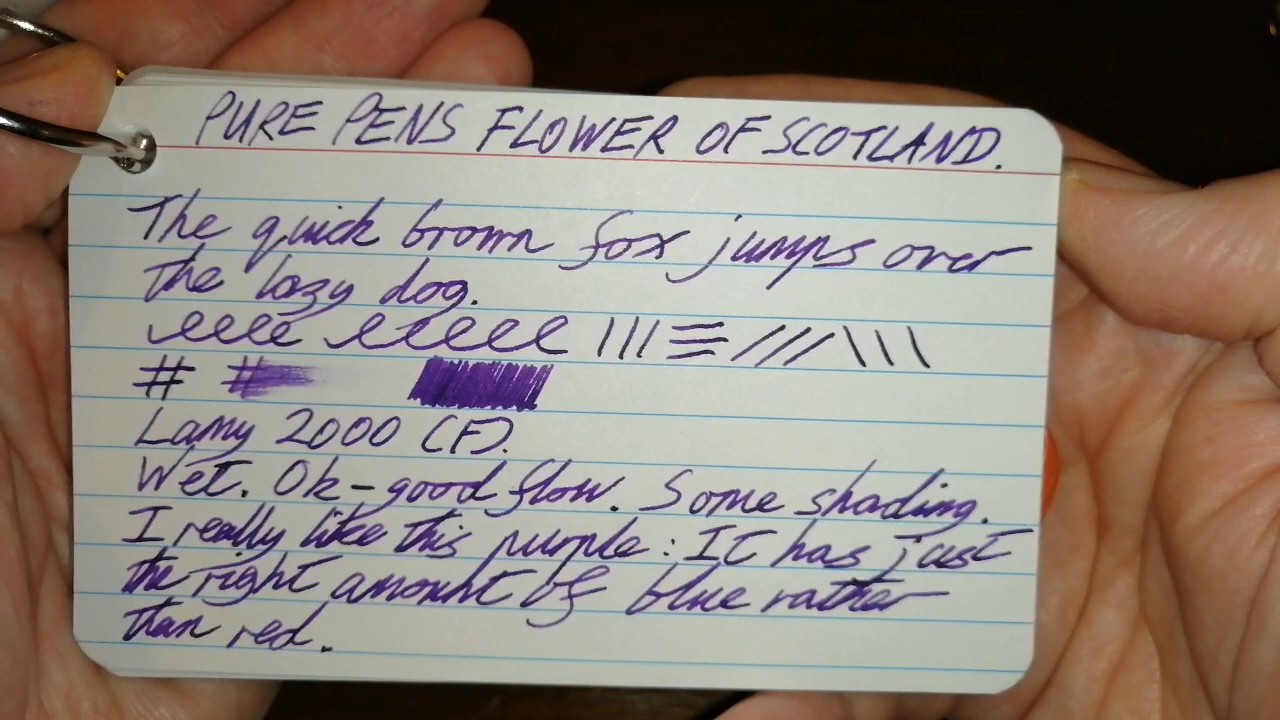 PURE PENS FLOWER OF SCOTLAND.
The quick brown fox jumps over
the lazy dog.
# #
Lamy 2000 (F).
Wet. Ok - good flow. Some shading.
I really like this purple: It has just
the right amount of blue rather
than red.